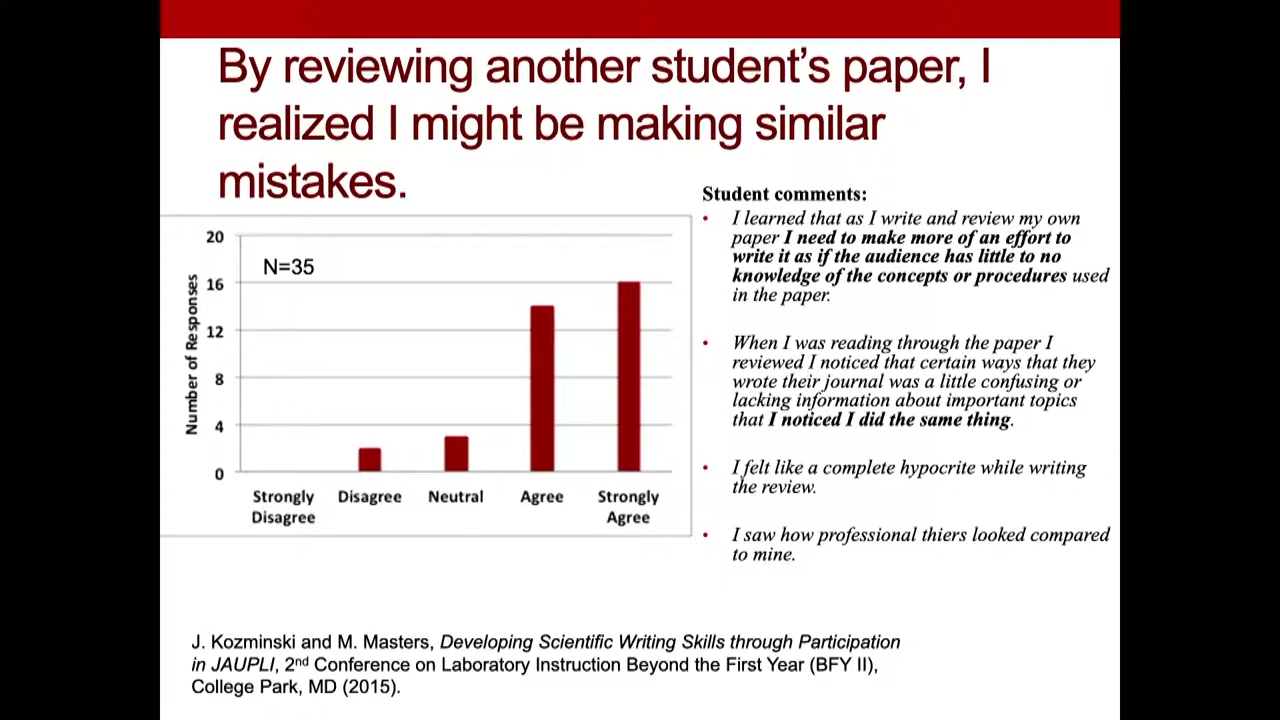 By reviewing another student’s paper, I
realized I might be making similar
mistakes.
Number of Responses
20
16
12
8
4
0
N=35
Strongly
Disagree
Disagree
Neutral
Agree
Strongly
Agree
Student comments:
• I learned that as I write and review my own
paper I need to make more of an effort to
write it as if the audience has little to no
knowledge of the concepts or procedures used
in the paper.
• When I was reading through the paper I
reviewed I noticed that certain ways that they
wrote their journal was a little confusing or
lacking information about important topics
that I noticed I did the same thing.
• I felt like a complete hypocrite while writing
the review.
• I saw how professional thiers looked compared
to mine.
J. Kozminski and M. Masters, Developing Scientific Writing Skills through Participation
in JAUPLI, 2nd Conference on Laboratory Instruction Beyond the First Year (BFY II),
College Park, MD (2015).